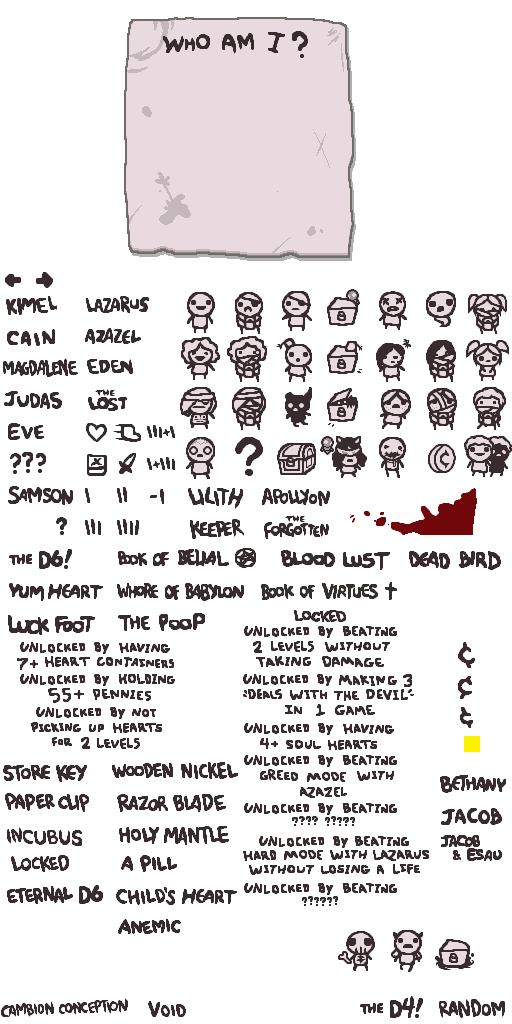 WHO AM I?
KIMEL LAZARUS
CAIN AZAZEL
MAGDALENE EDEN
JUDAS THE LOST
EVE III+I
??? I+III
?
¢
SAMSON I II -I LILITH APOLLYON
? III IIII KEEPER THE FORGOTTEN
THE D6! BOOK OF BELIAL BLOOD LUST DEAD BIRD
YUM HEART WHORE OF BABYLON BOOK OF VIRTUES
LUCK FOOT THE POOP
UNLOCKED BY HAVING
7+ HEART CONTAINERS
UNLOCKED BY HOLDING
55+ PENNIES
UNLOCKED BY NOT
PICKING UP HEARTS
FOR 2 LEVELS
LOCKED
UNLOCKED BY BEATING
2 LEVELS WITHOUT
TAKING DAMAGE
UNLOCKED BY MAKING 3
"DEALS WITH THE DEVIL"
IN 1 GAME
UNLOCKED BY HAVING
4+ SOUL HEARTS
UNLOCKED BY BEATING
GREED MODE WITH
AZAZEL
UNLOCKED BY BEATING
???? ?????
UNLOCKED BY BEATING
HARD MODE WITH LAZARUS
WITHOUT LOSING A LIFE
UNLOCKED BY BEATING
??????
¢
¢
¢
STORE KEY WOODEN NICKEL
PAPER CLIP RAZOR BLADE
INCUBUS HOLY MANTLE
LOCKED A PILL
ETERNAL D6 CHILD'S HEART
ANEMIC
BETHANY
JACOB
JACOB
& ESAU
CAMBION CONCEPTION VOID THE D4! RANDOM